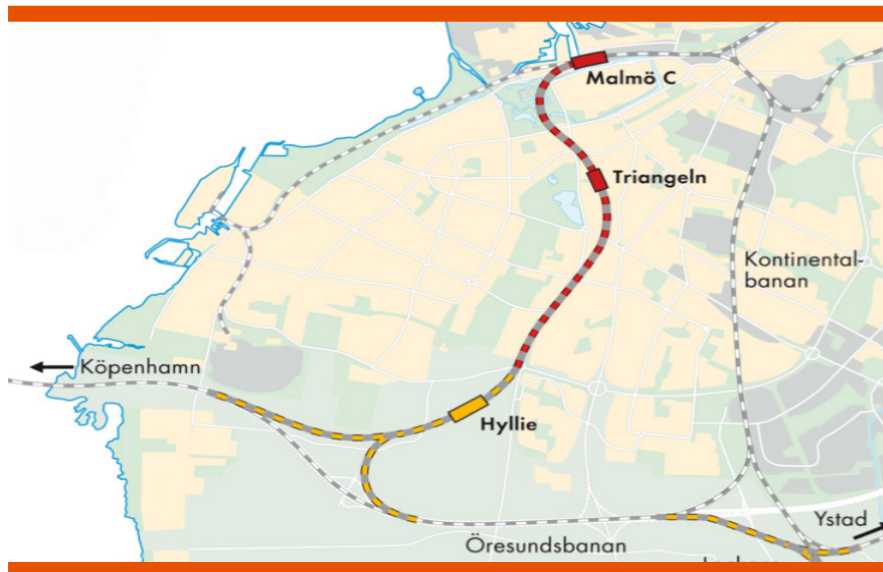 Malmö C
Triangeln
Kontinental-
banan
Köpenhamn
Hyllie
Ystad
Öresundsbanan